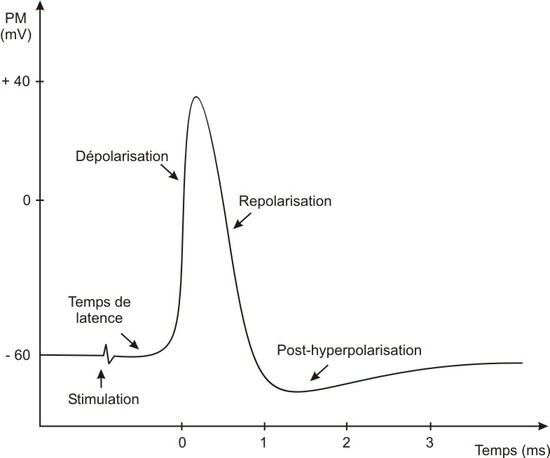 PM
(mV)
+ 40
Dépolarisation
0
Repolarisation
Temps de
latence
- 60
Post-hyperpolarisation
Stimulation
0 1 2 3
Temps (ms)